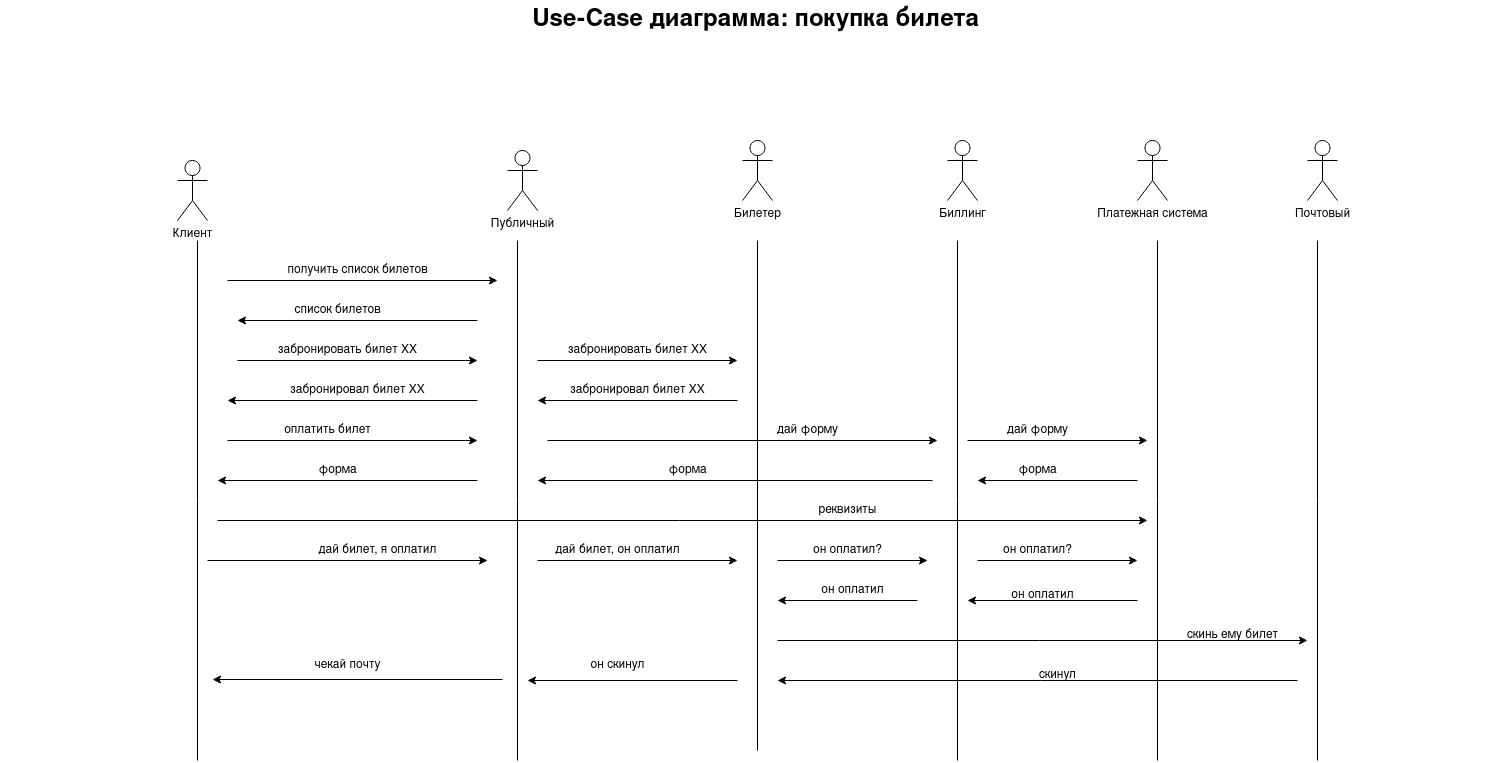 Use-Case диаграмма: покупка билета
Клиент
Публичный
Билетер
Биллинг
Платежная система
Почтовый
получить список билетов
список билетов
забронировать билет XX
забронировать билет XX
забронировал билет XX
забронировал билет XX
оплатить билет
дай форму
дай форму
форма
форма
форма
реквизиты
дай билет, я оплатил
дай билет, он оплатил
он оплатил?
он оплатил?
он оплатил
он оплатил
скинь ему билет
чекай почту
он скинул
скинул